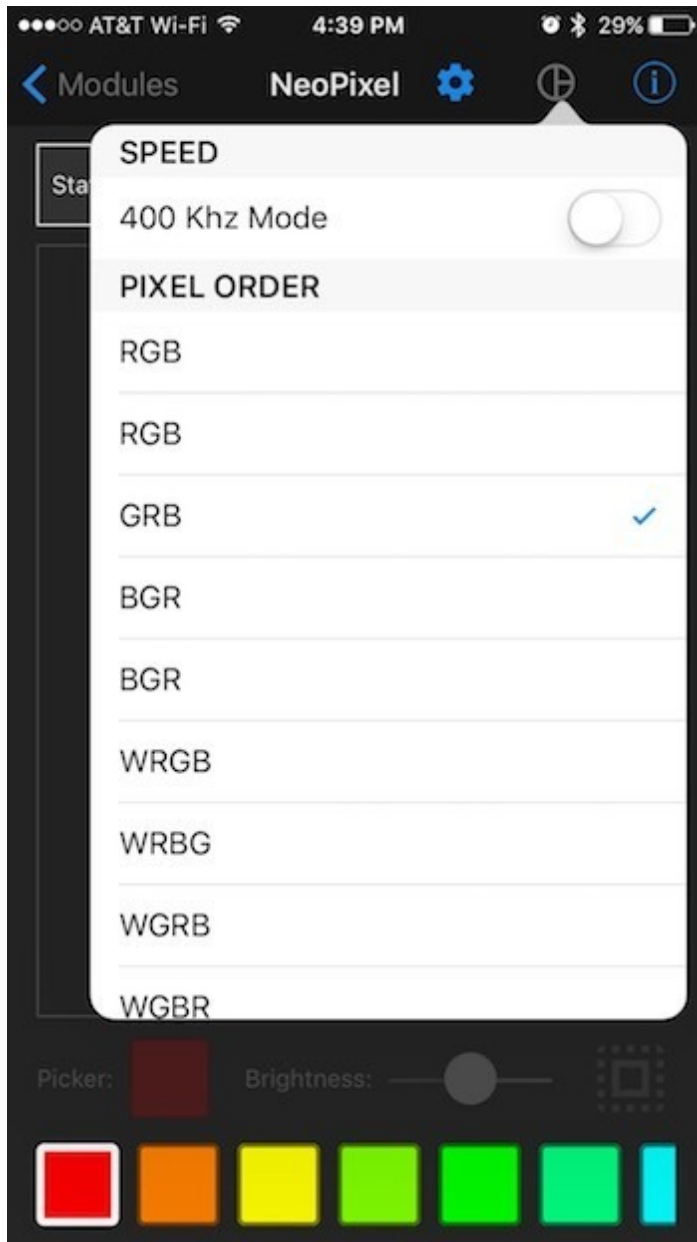 AT&T Wi-Fi 4:39 PM 29%
Modules NeoPixel i
Sta
SPEED
400 Khz Mode
PIXEL ORDER
RGB
RGB
GRB
BGR
BGR
WRGB
WRBG
WGRB
WGBR
Picker: Brightness: